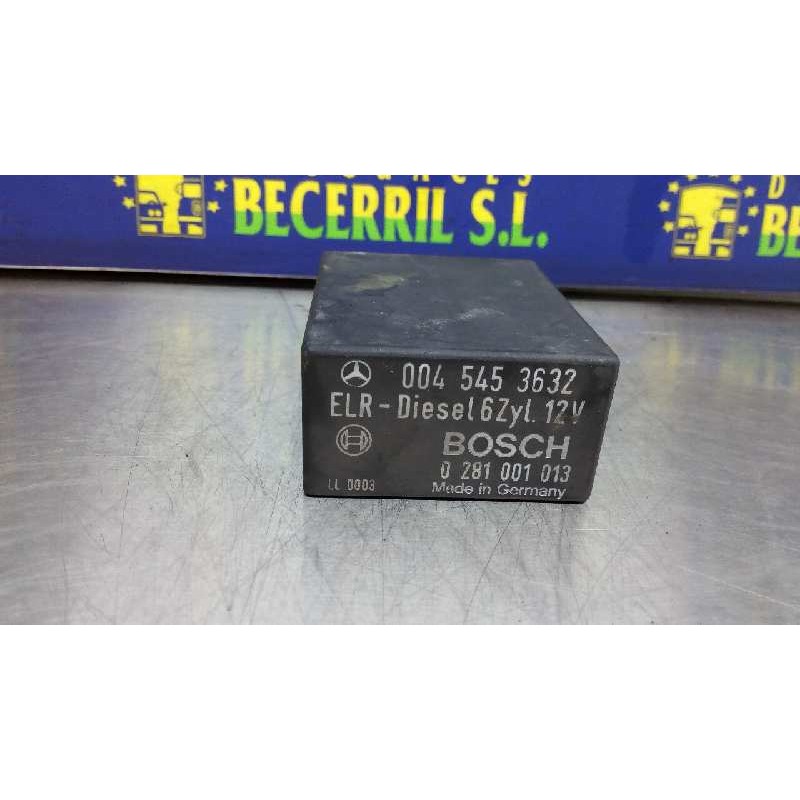 BECERRIL S.L.
D
004 545 3632
ELR - Diesel 6Zyl. 12V
BOSCH
0 281 001 013
LL 0003
Made in Germany